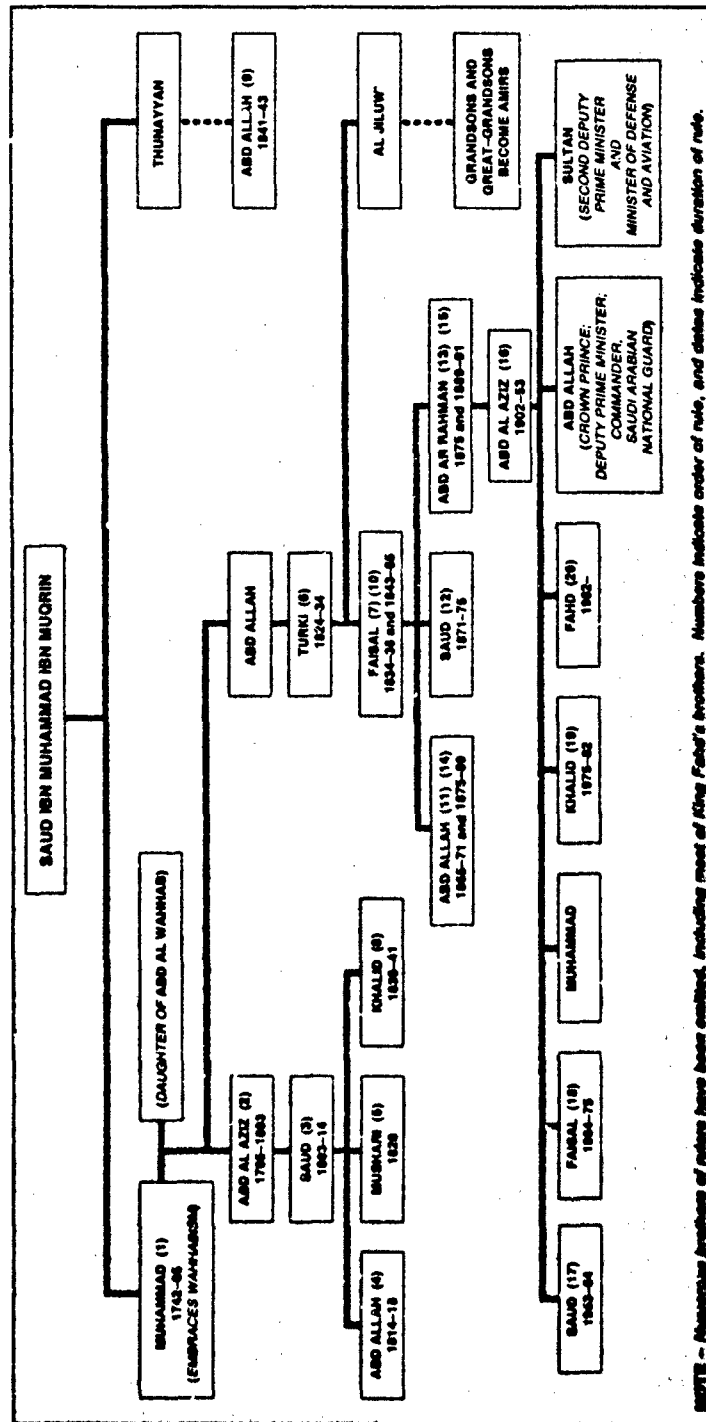 SAUD IBN MUHAMMAD IBN MUQRIN
MUHAMMAD (1)
1742-65
(EMBRACES WAHHABISM)
(DAUGHTER OF ABD AL WAHHAB)
THUNAYYAN
ABD AL AZIZ (2)
1765-1803
ABD ALLAH
ABD ALLAH (9)
1841-43
SAUD (3)
1803-14
TURKI (6)
1824-34
ABD ALLAH (4)
1814-18
MUSHARI (5)
1820
KHALID (8)
FAISAL (7) (10)
1834-38 and 1843-65
AL JILUWI
ABD ALLAH (11) (14)
1865-71 and 1875-89
SAUD (12)
1871-75
ABD AR RAHMAN (13) (15)
1875 and 1889-91
GRANDSONS AND
GREAT-GRANDSONS
BECOME AMIRS
ABD AL AZIZ (16)
1902-53
SAUD (17)
1953-64
FAISAL (18)
1964-75
MUHAMMAD
KHALID (19)
1975-82
FAHD (20)
1982-
ABD ALLAH
(CROWN PRINCE;
DEPUTY PRIME MINISTER;
COMMANDER,
SAUDI ARABIAN
NATIONAL GUARD)
SULTAN
(SECOND DEPUTY
PRIME MINISTER
AND
MINISTER OF DEFENSE
AND AVIATION)
NOTE - Numerous brothers of rulers have been omitted, including most of King Fahd's brothers. Numbers indicate order of rule, and dates indicate duration of rule.